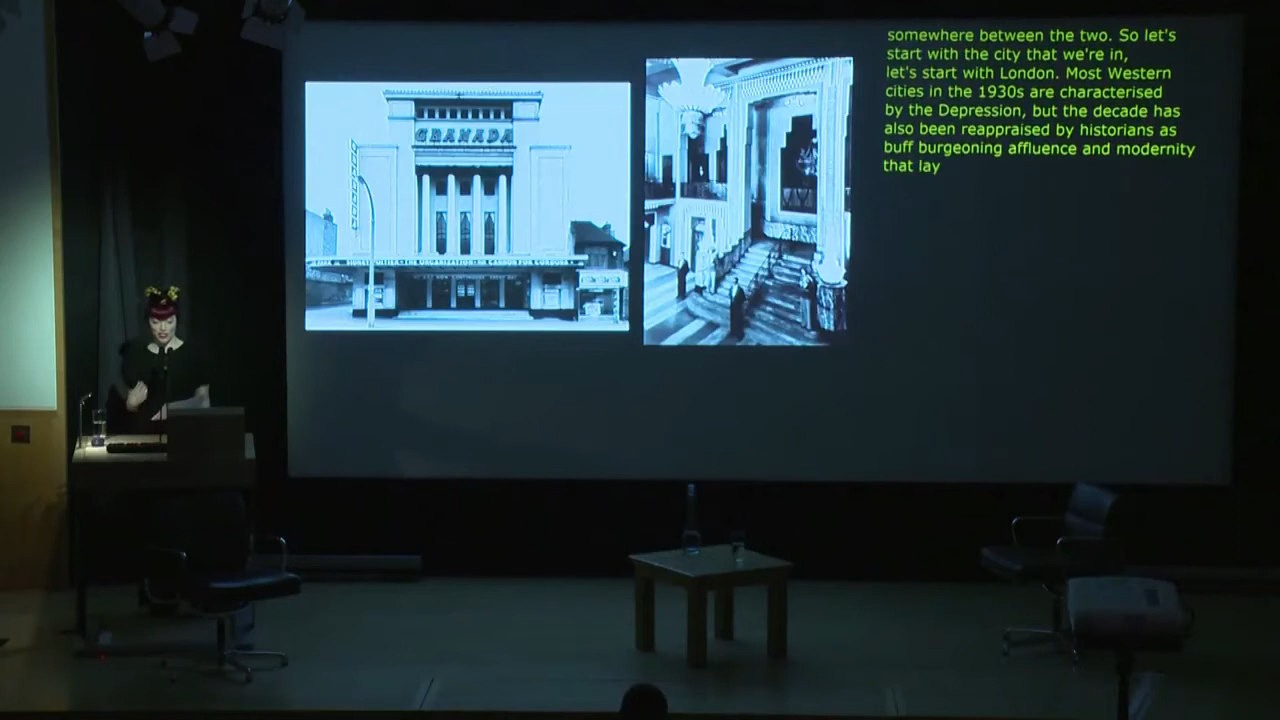 GRANADA
somewhere between the two. So let's
start with the city that we're in,
let's start with London. Most Western
cities in the 1930s are characterised
by the Depression, but the decade has
also been reappraised by historians as
buff burgeoning affluence and modernity
that lay